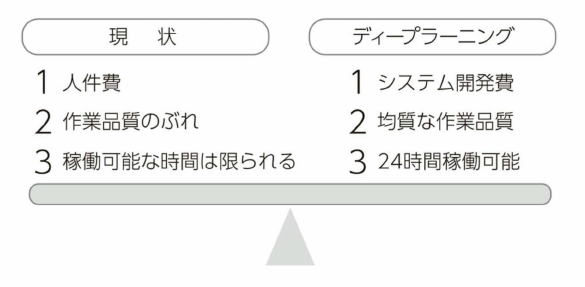 現 状
1 人件費
2 作業品質のぶれ
3 稼働可能な時間は限られる
ディープラーニング
1 システム開発費
2 均質な作業品質
3 24時間稼働可能